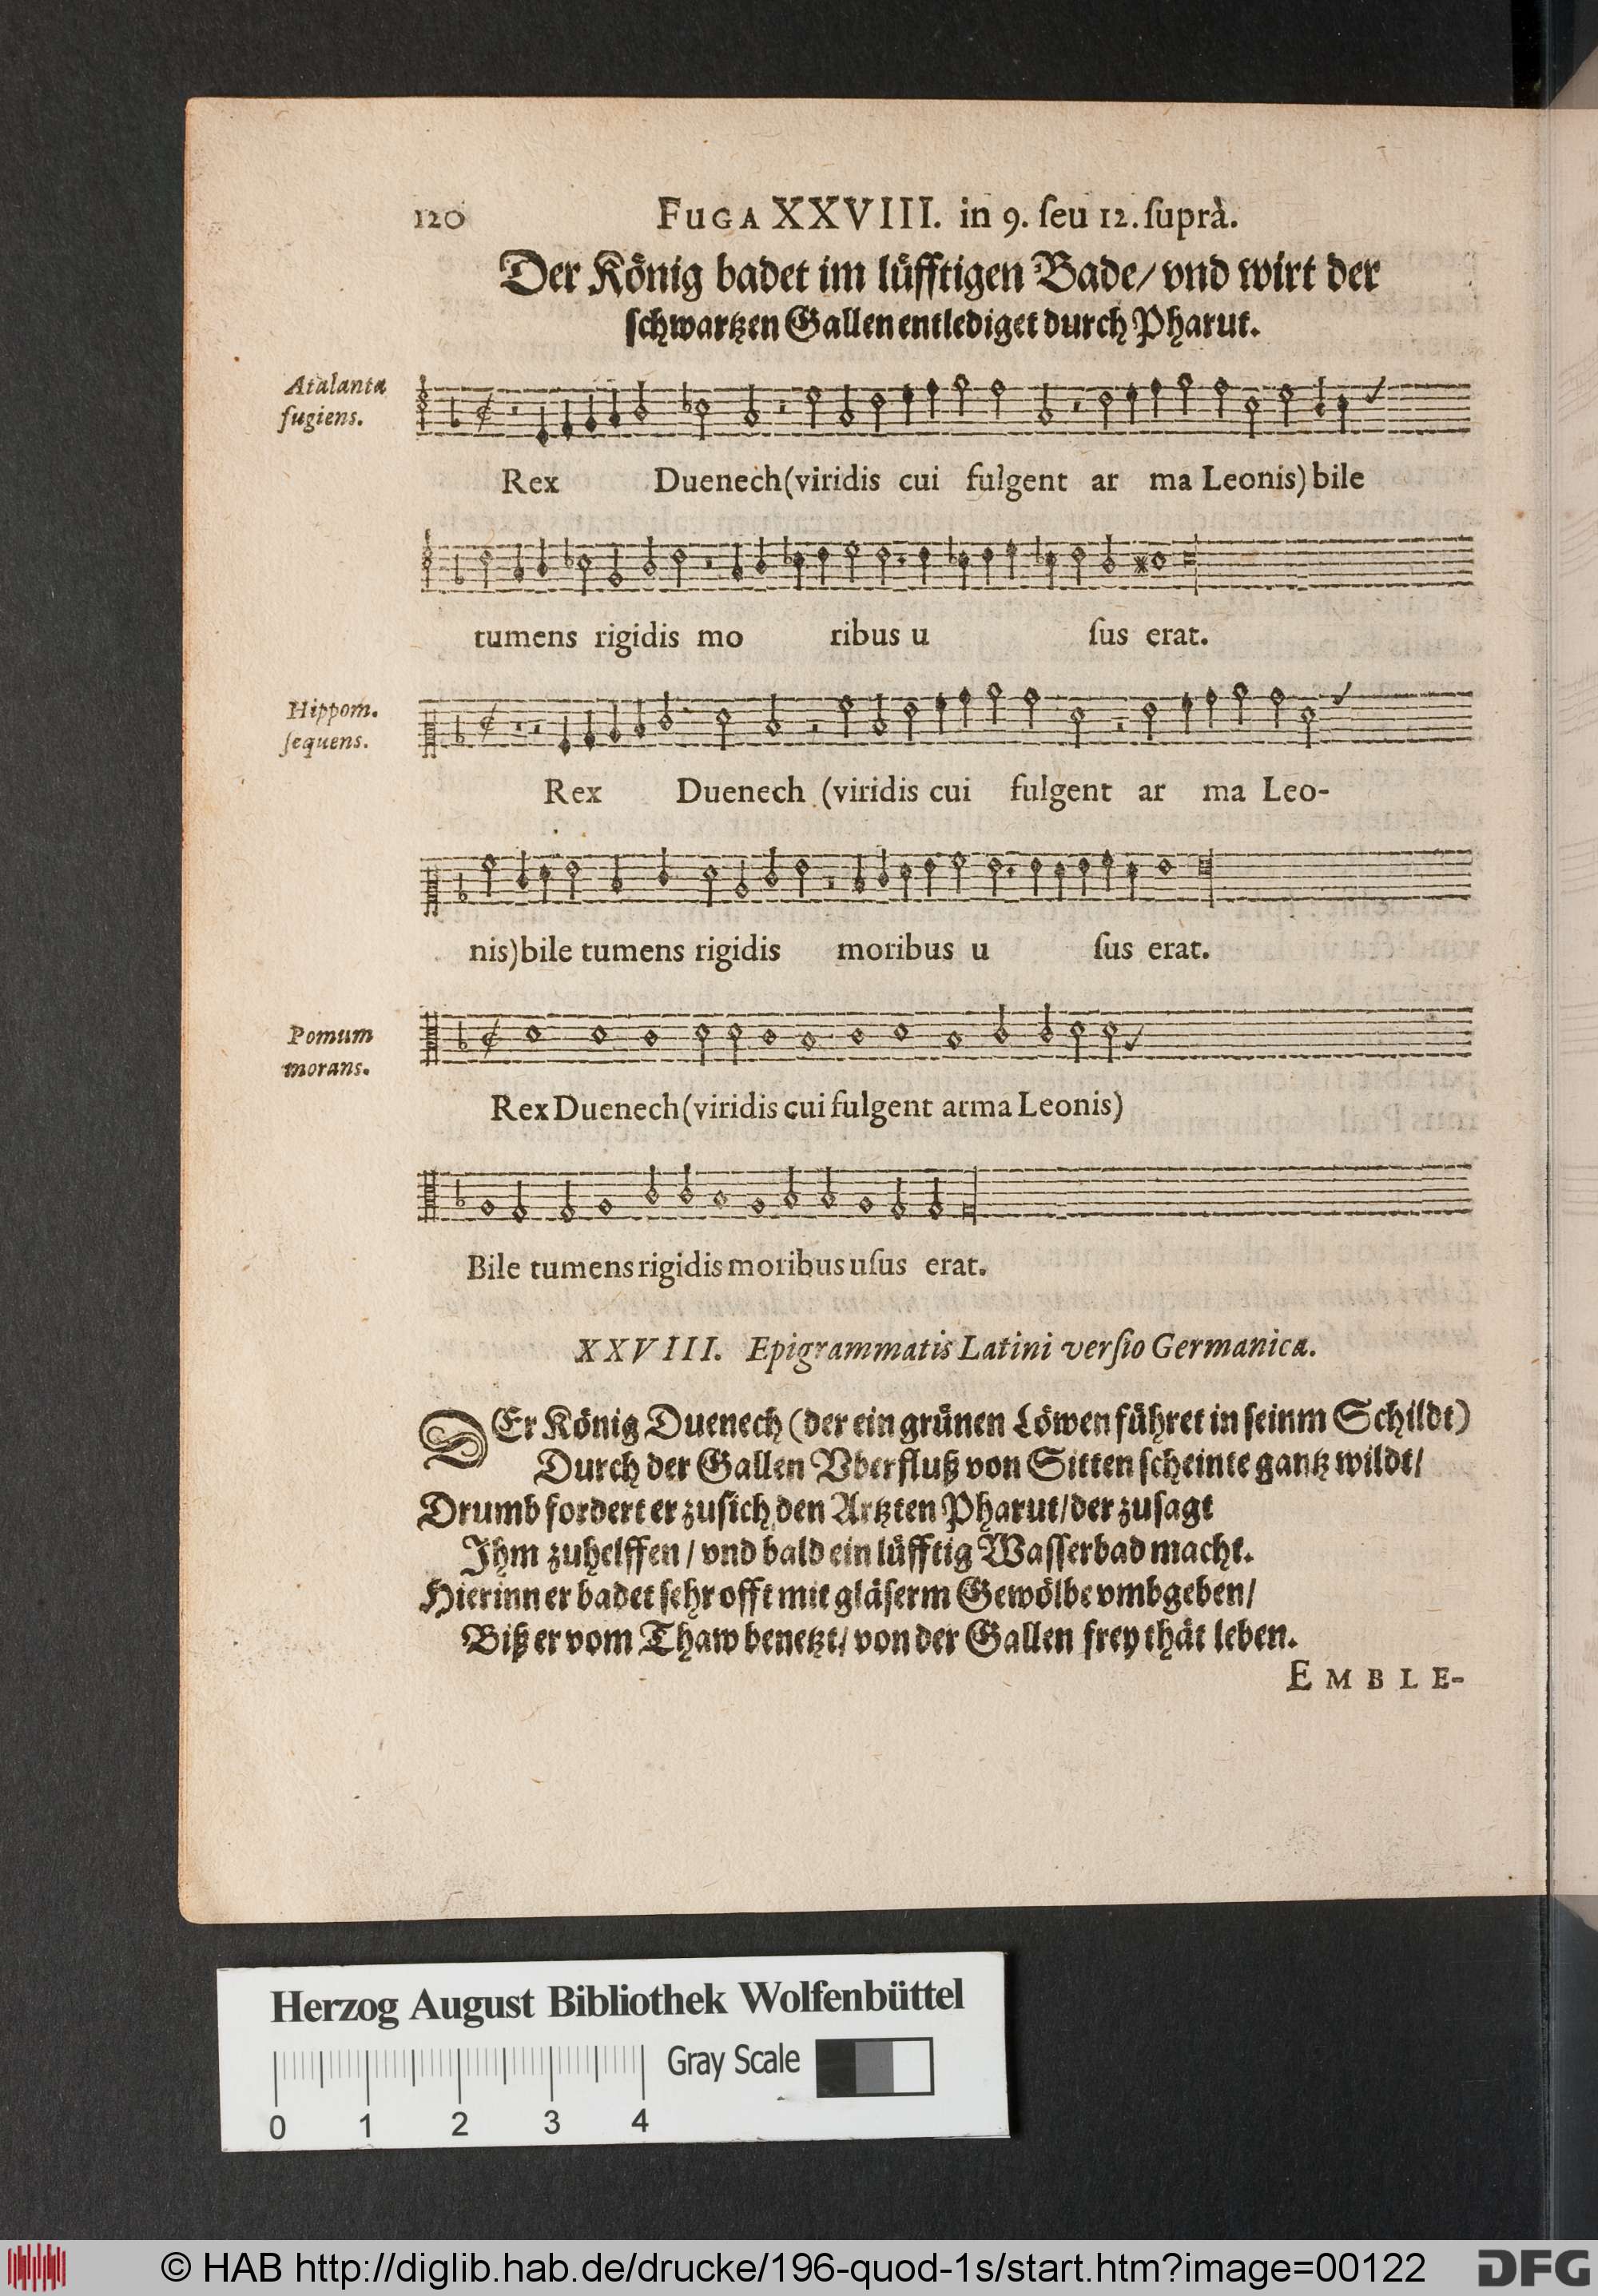 120 FUGA XXVIII. in 9. ſeu 12. ſuprà.
Der König badet im lüfftigen Bade/ vnd wirt der
ſchwartzen Gallen entlediget durch Pharut.
Atalanta
fugiens.
Rex Duenech (viridis cui fulgent ar ma Leonis) bile
tumens rigidis mo ribus u ſus erat.
Hippom.
ſequens.
Rex Duenech (viridis cui fulgent ar ma Leo-
nis) bile tumens rigidis moribus u ſus erat.
Pomum
morans.
Rex Duenech (viridis cui fulgent arma Leonis)
Bile tumens rigidis moribus uſus erat.
XXVIII. Epigrammatis Latini verſio Germanica.
DEr König Duenech (der ein grünen Löwen führet in ſeinm Schildt)
Durch der Gallen Vberfluß von Sitten ſcheinte gantz wildt/
Drumb fordert er zu ſich den Artzten Pharut/ der zuſagt
Ihm zuhelffen/ vnd bald ein lüfftig Waſſerbad macht.
Hierinn er badet ſehr offt mit gläſerm Gewölbe vmbgeben/
Biß er vom Thaw benetzt/ von der Gallen frey thät leben.
EMBLE-
Herzog August Bibliothek Wolfenbüttel
Gray Scale
0 1 2 3 4
© HAB http://diglib.hab.de/drucke/196-quod-1s/start.htm?image=00122
DFG